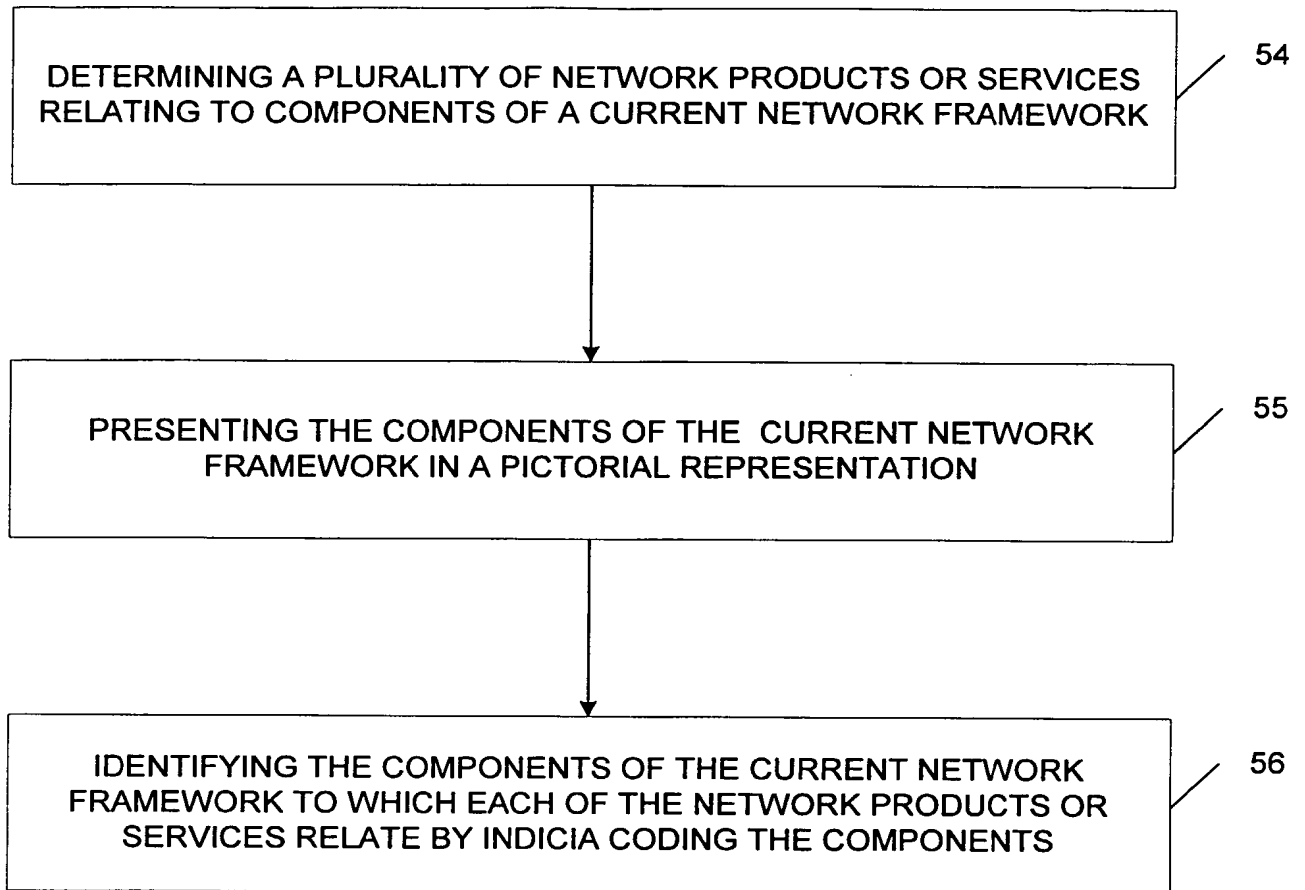 DETERMINING A PLURALITY OF NETWORK PRODUCTS OR SERVICES
RELATING TO COMPONENTS OF A CURRENT NETWORK FRAMEWORK
54
PRESENTING THE COMPONENTS OF THE CURRENT NETWORK
FRAMEWORK IN A PICTORIAL REPRESENTATION
55
IDENTIFYING THE COMPONENTS OF THE CURRENT NETWORK
FRAMEWORK TO WHICH EACH OF THE NETWORK PRODUCTS OR
SERVICES RELATE BY INDICIA CODING THE COMPONENTS
56